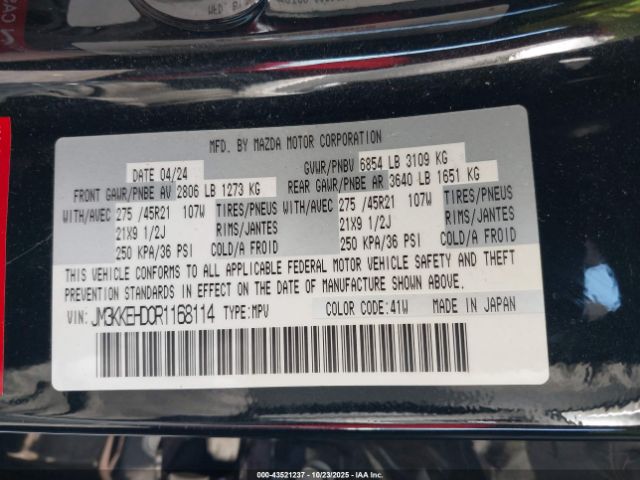 MFD. BY MAZDA MOTOR CORPORATION
DATE 04/24 GVWR/PNBV 6854 LB 3109 KG
FRONT GAWR/PNBE AV 2806 LB 1273 KG REAR GAWR/PNBE AR 3640 LB 1651 KG
WITH/AVEC 275 /45R21 107W TIRES/PNEUS WITH/AVEC 275 /45R21 107W TIRES/PNEUS
21X9 1/2J RIMS/JANTES 21X9 1/2J RIMS/JANTES
250 KPA/36 PSI COLD/A FROID 250 KPA/36 PSI COLD/A FROID
THIS VEHICLE CONFORMS TO ALL APPLICABLE FEDERAL MOTOR VEHICLE SAFETY AND THEFT
PREVENTION STANDARDS IN EFFECT ON THE DATE OF MANUFACTURE SHOWN ABOVE.
VIN: JM3KKEHD0R1168114 TYPE: MPV COLOR CODE: 41W MADE IN JAPAN
000-43521237 - 10/23/2025 - IAAI.COM